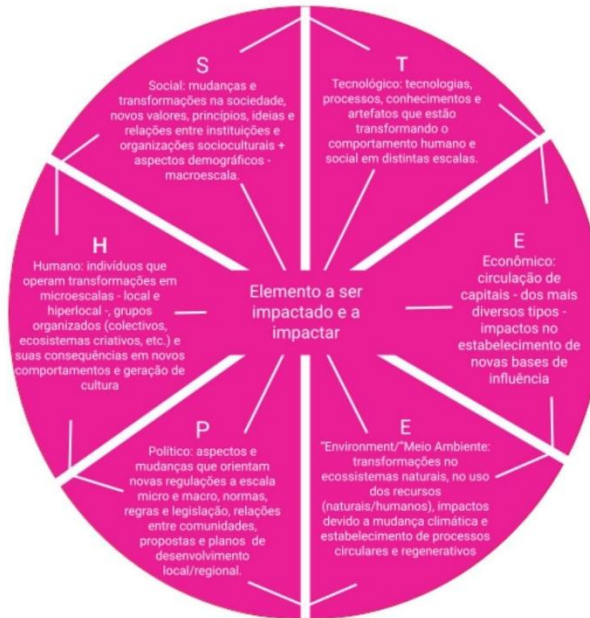 S
Social: mudanças e
transformações na sociedade,
novos valores, princípios, ideias e
relações entre instituições e
organizações socioculturais +
aspectos demográficos -
macroescala.
T
Tecnológico: tecnologias,
processos, conhecimentos e
artefatos que estão
transformando o
comportamento humano e
social em distintas escalas.
H
Humano: indivíduos que
operam transformações em
microescalas - local e
hiperlocal -, grupos
organizados (colectivos,
ecosistemas criativos, etc.) e
suas consequências em novos
comportamentos e geração de
cultura
Elemento a ser
impactado e a
impactar
E
Econômico:
circulação de
capitais - dos mais
diversos tipos -
impactos no
estabelecimento de
novas bases de
influência
P
Político: aspectos e
mudanças que orientam
novas regulações a escala
micro e macro, normas,
regras e legislação, relações
entre comunidades,
propostas e planos de
desenvolvimento
local/regional.
E
"Environment/"Meio Ambiente:
transformações no
ecossistemas naturais, no uso
dos recursos
(naturais/humanos), impactos
devido a mudança climática e
estabelecimento de processos
circulares e regenerativos